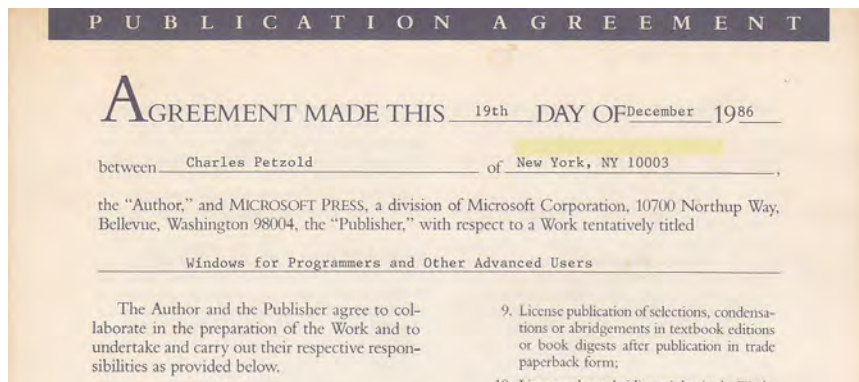 PUBLICATION AGREEMENT
AGREEMENT MADE THIS 19th DAY OF December 1986
between Charles Petzold of New York, NY 10003,
the “Author,” and MICROSOFT PRESS, a division of Microsoft Corporation, 10700 Northup Way,
Bellevue, Washington 98004, the “Publisher,” with respect to a Work tentatively titled
Windows for Programmers and Other Advanced Users
The Author and the Publisher agree to col-
laborate in the preparation of the Work and to
undertake and carry out their respective respon-
sibilities as provided below.
9. License publication of selections, condensa-
tions or abridgements in textbook editions
or book digests after publication in trade
paperback form;